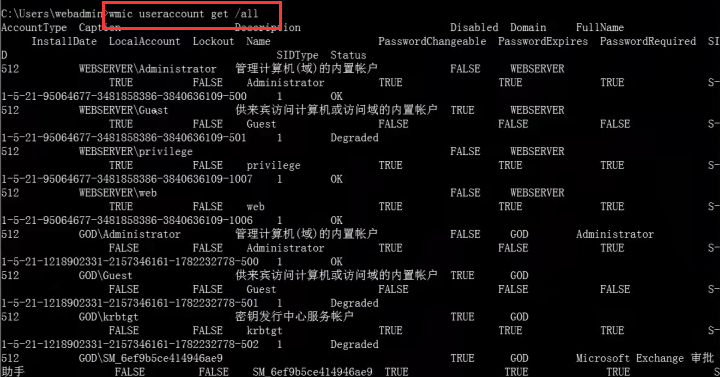 C:\Users\webadmin>wmic useraccount get /all
AccountType Caption Description Disabled Domain FullName
InstallDate LocalAccount Lockout Name PasswordChangeable PasswordExpires PasswordRequired SI
D SIDType Status
512 WEBSERVER\Administrator 管理计算机(域)的内置帐户 FALSE WEBSERVER
TRUE FALSE Administrator TRUE TRUE TRUE S-
1-5-21-95064677-3481858386-3840636109-500 1 OK
512 WEBSERVER\Guest 供来宾访问计算机或访问域的内置帐户 TRUE WEBSERVER
TRUE FALSE Guest FALSE FALSE FALSE S-
1-5-21-95064677-3481858386-3840636109-501 1 Degraded
512 WEBSERVER\privilege FALSE WEBSERVER
TRUE FALSE privilege TRUE TRUE TRUE S-
1-5-21-95064677-3481858386-3840636109-1007 1 OK
512 WEBSERVER\web FALSE WEBSERVER
TRUE FALSE web TRUE TRUE TRUE S-
1-5-21-95064677-3481858386-3840636109-1006 1 OK
512 GOD\Administrator 管理计算机(域)的内置帐户 FALSE GOD Administrator
FALSE FALSE Administrator TRUE FALSE TRUE S-
1-5-21-1218902331-2157346161-1782232778-500 1 OK
512 GOD\Guest 供来宾访问计算机或访问域的内置帐户 TRUE GOD
FALSE FALSE Guest FALSE FALSE FALSE S-
1-5-21-1218902331-2157346161-1782232778-501 1 Degraded
512 GOD\krbtgt 密钥发行中心服务帐户 TRUE GOD
FALSE FALSE krbtgt TRUE TRUE TRUE S-
1-5-21-1218902331-2157346161-1782232778-502 1 Degraded
512 GOD\SM_6ef9b5ce414946ae9 TRUE GOD Microsoft Exchange 审批
助手 FALSE FALSE SM_6ef9b5ce414946ae9 TRUE TRUE TRUE S-